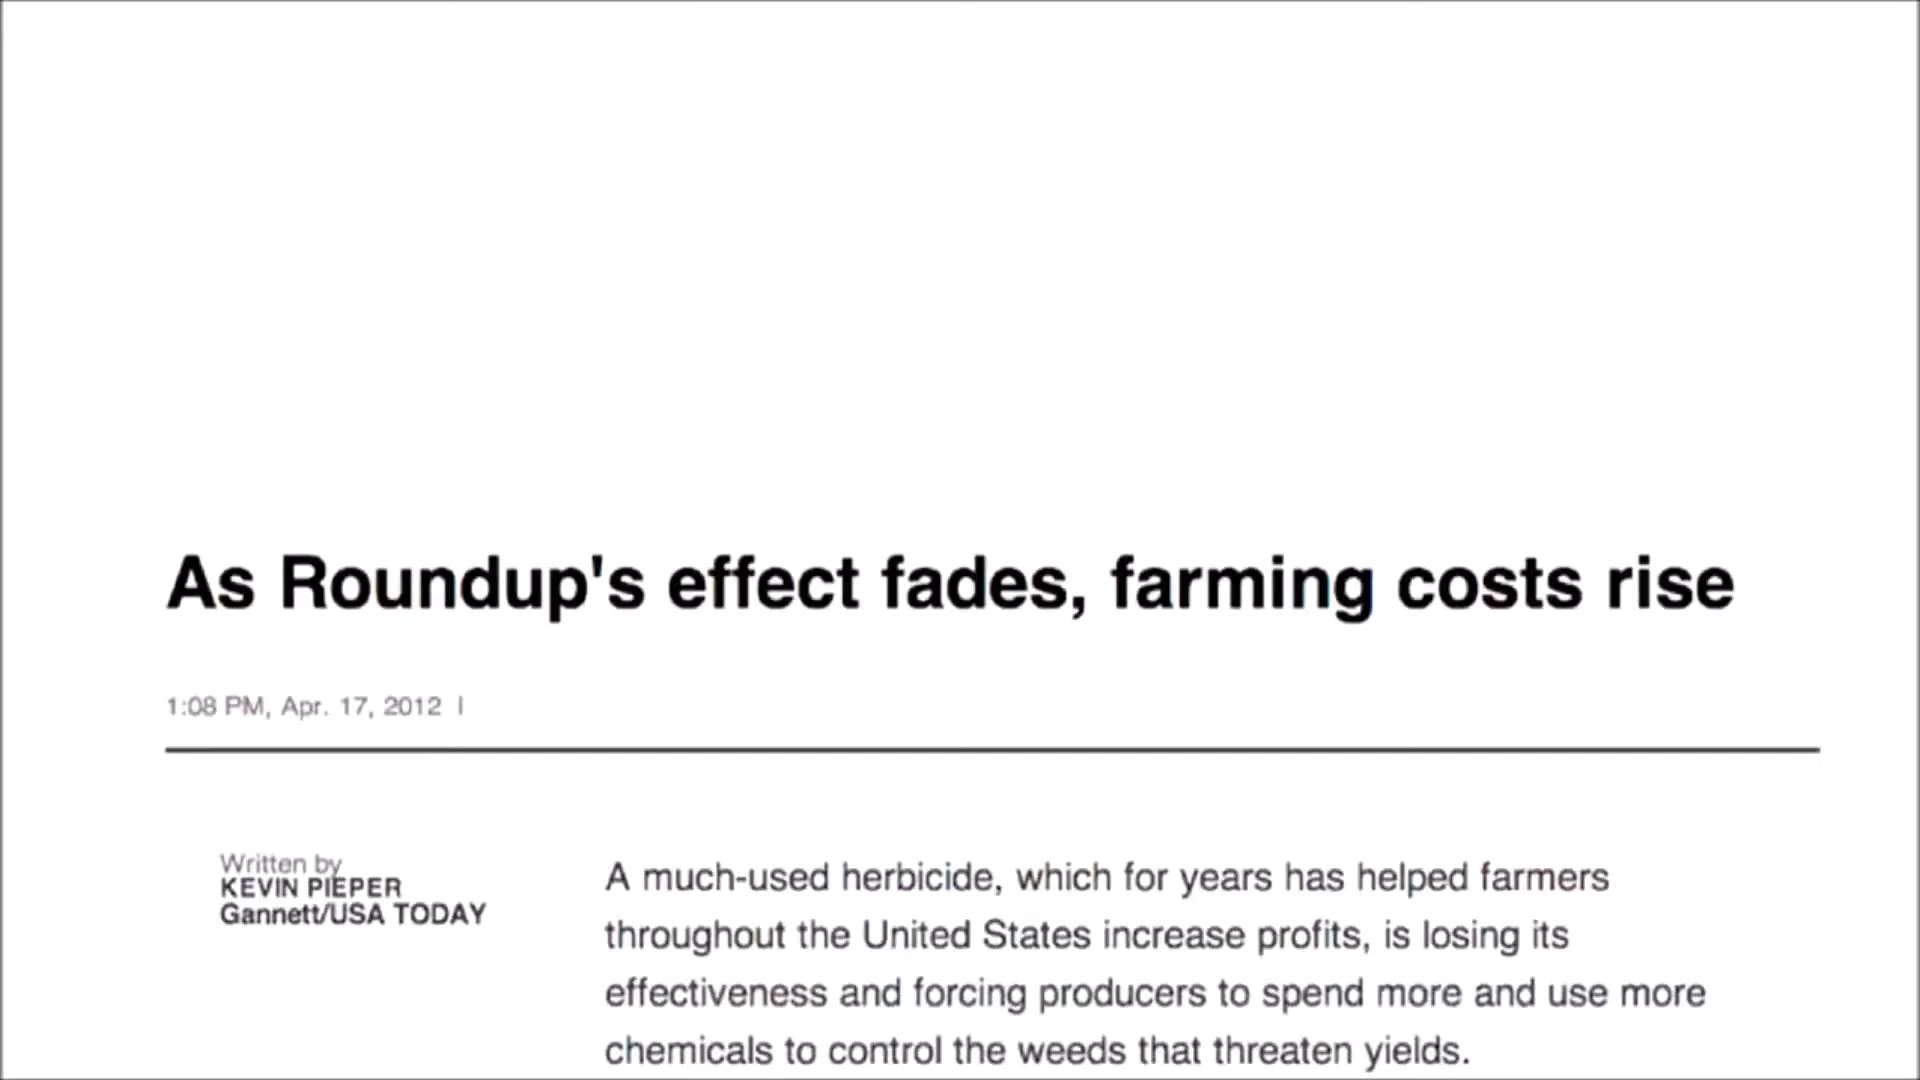 As Roundup's effect fades, farming costs rise
1:08 PM, Apr. 17, 2012 |
Written by
KEVIN PIEPER
Gannett/USA TODAY
A much-used herbicide, which for years has helped farmers
throughout the United States increase profits, is losing its
effectiveness and forcing producers to spend more and use more
chemicals to control the weeds that threaten yields.